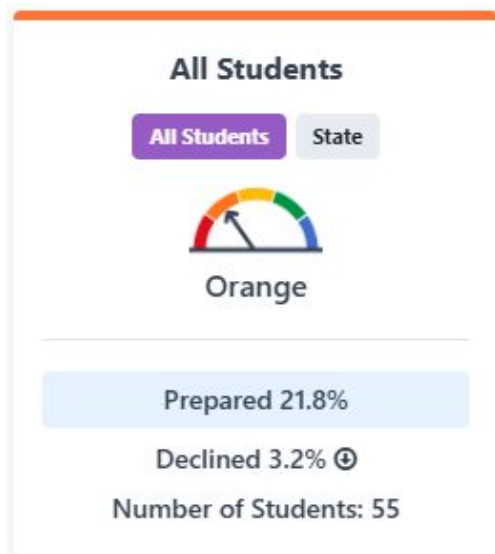 All Students
All Students State
Orange
Prepared 21.8%
Declined 3.2%
Number of Students: 55